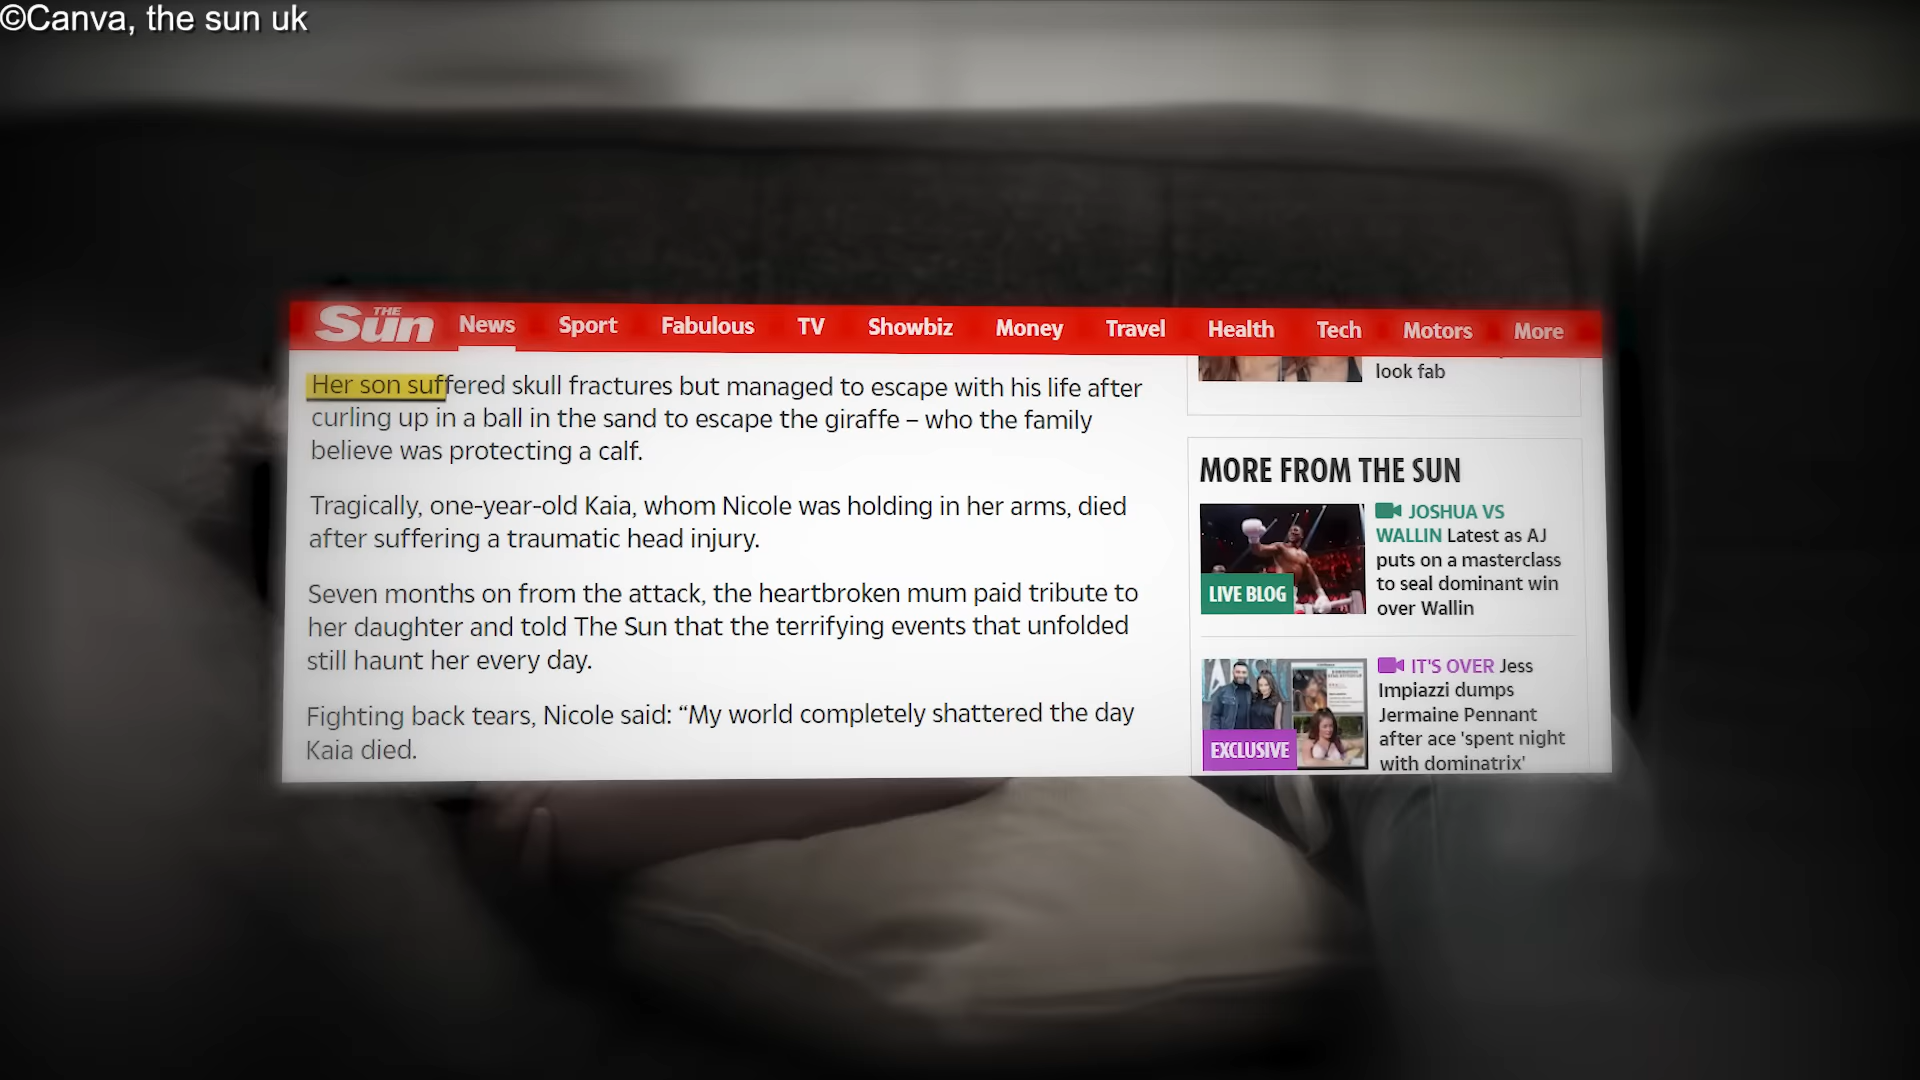 ©Canva, the sun uk
THE Sun News Sport Fabulous TV Showbiz Money Travel Health Tech Motors More
Her son suffered skull fractures but managed to escape with his life after
curling up in a ball in the sand to escape the giraffe – who the family
believe was protecting a calf.
Tragically, one-year-old Kaia, whom Nicole was holding in her arms, died
after suffering a traumatic head injury.
Seven months on from the attack, the heartbroken mum paid tribute to
her daughter and told The Sun that the terrifying events that unfolded
still haunt her every day.
Fighting back tears, Nicole said: “My world completely shattered the day
Kaia died.
look fab
MORE FROM THE SUN
JOSHUA VS
WALLIN Latest as AJ
puts on a masterclass
to seal dominant win
over Wallin
LIVE BLOG
IT'S OVER Jess
Impiazzi dumps
Jermaine Pennant
after ace 'spent night
with dominatrix'
EXCLUSIVE